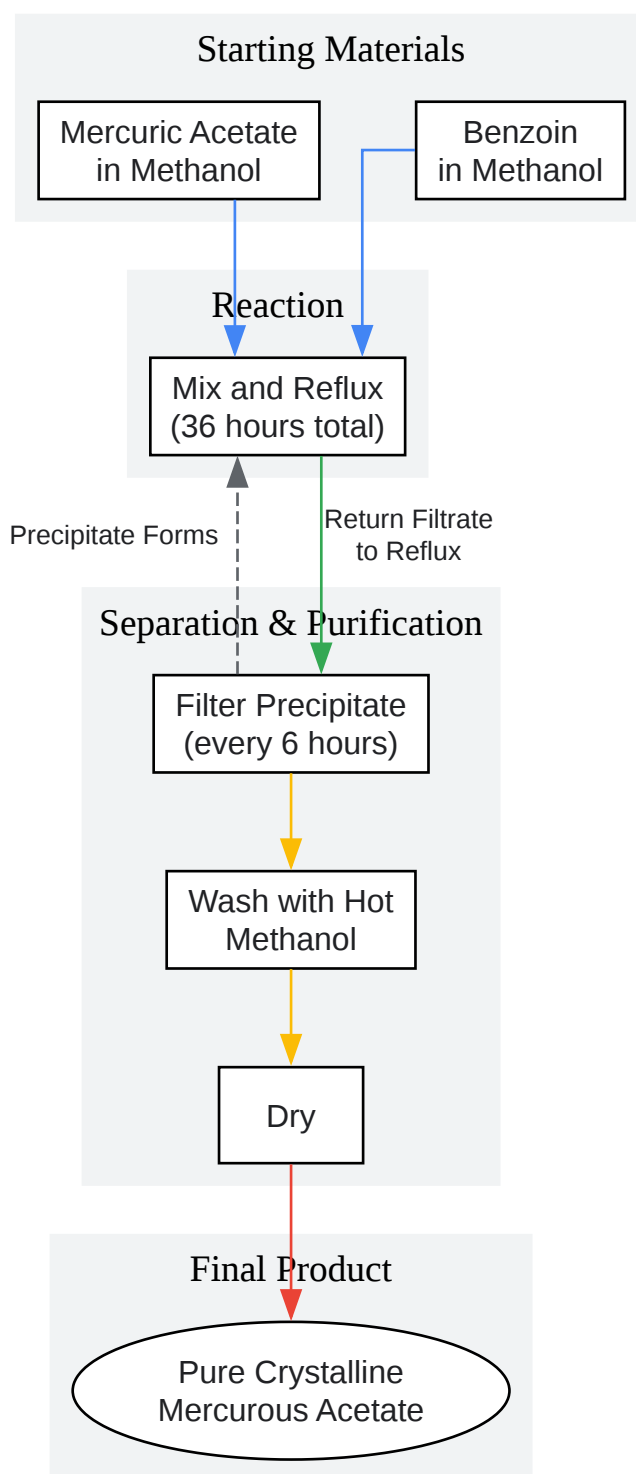 Starting Materials
Mercuric Acetate
in Methanol
Benzoin
in Methanol
Reaction
Mix and Reflux
(36 hours total)
Precipitate Forms
Return Filtrate
to Reflux
Separation & Purification
Filter Precipitate
(every 6 hours)
Wash with Hot
Methanol
Dry
Final Product
Pure Crystalline
Mercurous Acetate